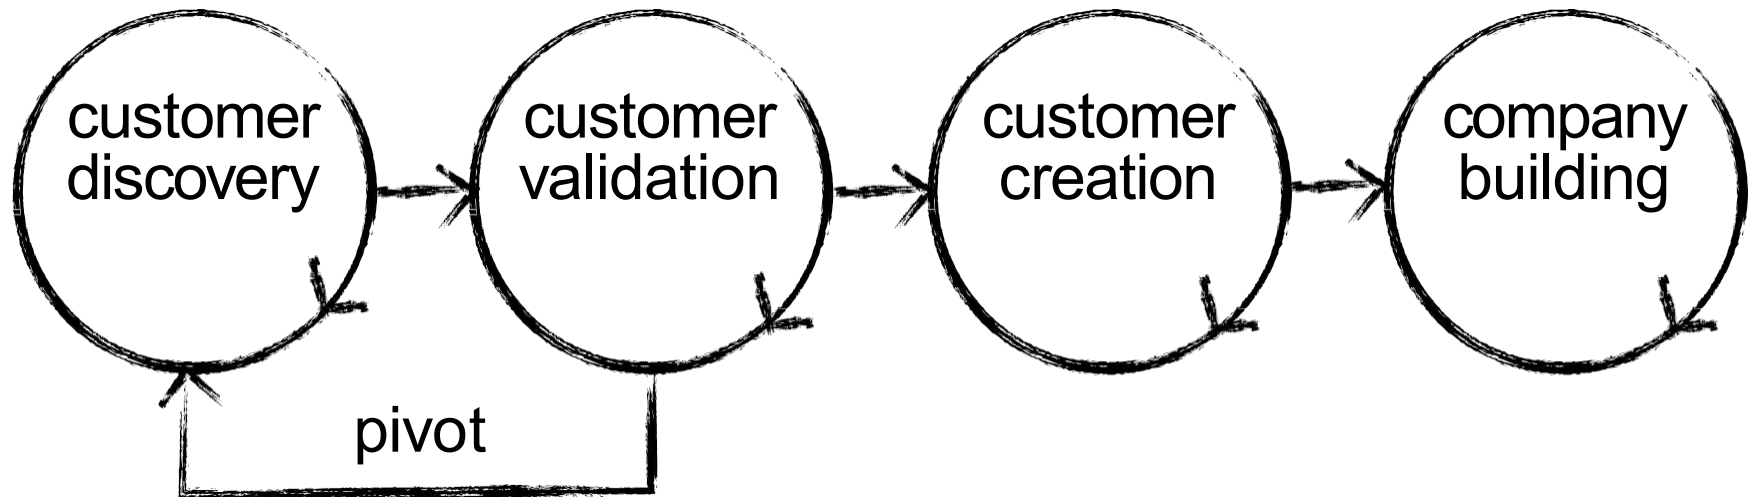 customer
discovery
customer
validation
customer
creation
company
building
pivot